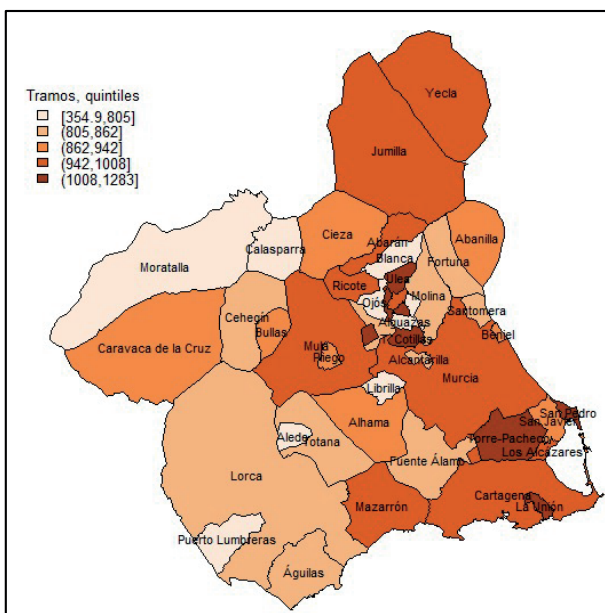 Tramos, quintiles
[354.9,805]
(805,862]
(862,942]
(942,1008]
(1008,1283]
Yecla
Jumilla
Cieza
Abarán
Abanilla
Calasparra
Blanca
Fortuna
Moratalla
Ricote
Ulea
Ojós
Molina
Cehegín
Santomera
Bullas
Alguazas
Beniel
Caravaca de la Cruz
Mula
Cotillas
Pliego
Alcantarilla
Murcia
Librilla
San Pedro
Alhama
San Javier
Aledo
Totana
Torre-Pacheco
Los Alcázares
Fuente Álamo
Lorca
Cartagena
Mazarrón
La Unión
Puerto Lumbreras
Águilas